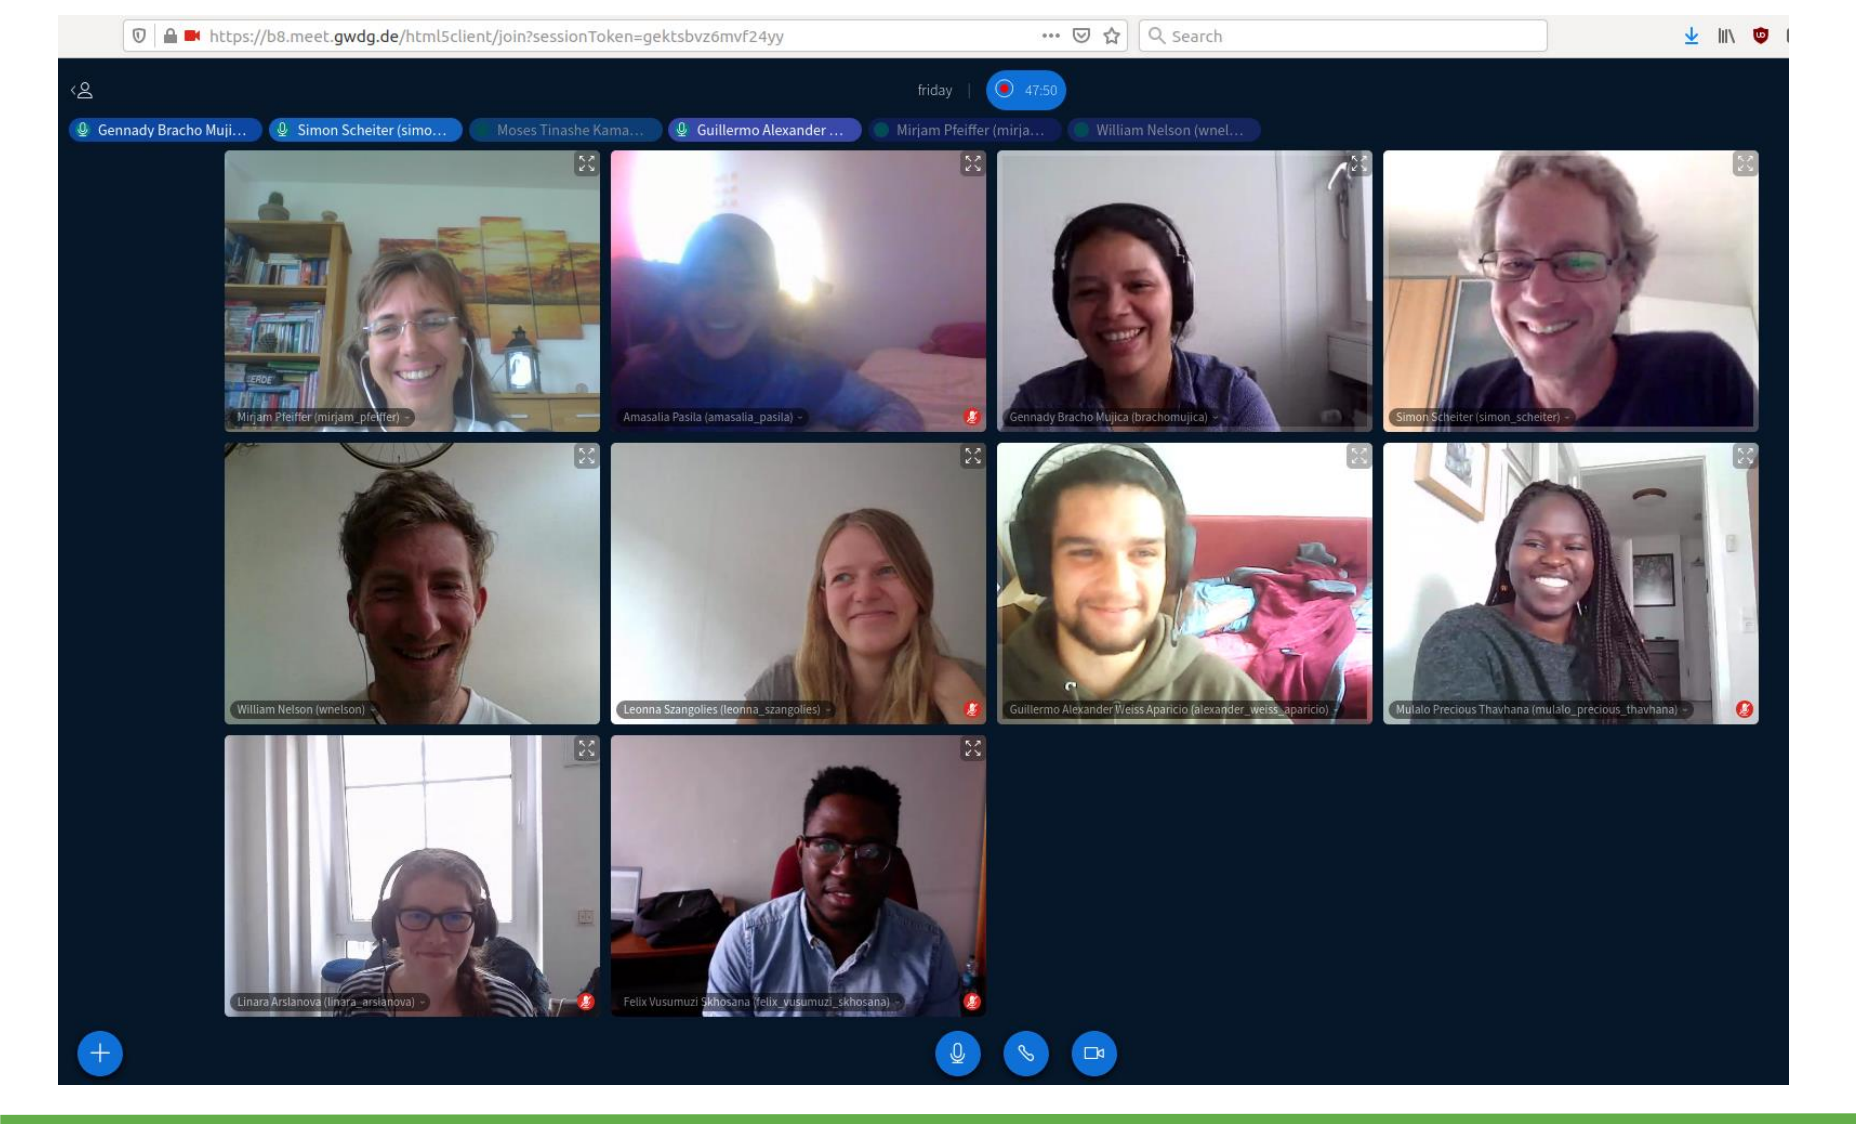 https://b8.meet.gwdg.de/html5client/join?sessionToken=gektsbvz6mvf24yy
Search
friday | 47:50
Gennady Bracho Muji...
Simon Scheiter (simo...
Moses Tinashe Kama...
Guillermo Alexander ...
Mirjam Pfeiffer (mirja...
William Nelson (wnel...
Mirjam Pfeiffer (mirjam_pfeiffer)
Amasalia Pasila (amasalia_pasila)
Gennady Bracho Mujica (brachomujica)
Simon Scheiter (simon_scheiter)
ERDE
William Nelson (wnelson)
Leonna Szangolies (leonna_szangolies)
Guillermo Alexander Weiss Aparicio (alexander_weiss_aparicio)
Mulalo Precious Thavhana (mulalo_precious_thavhana)
Linara Arslanova (linara_arslanova)
Felix Vusumuzi Skhosana (felix_vusumuzi_skhosana)